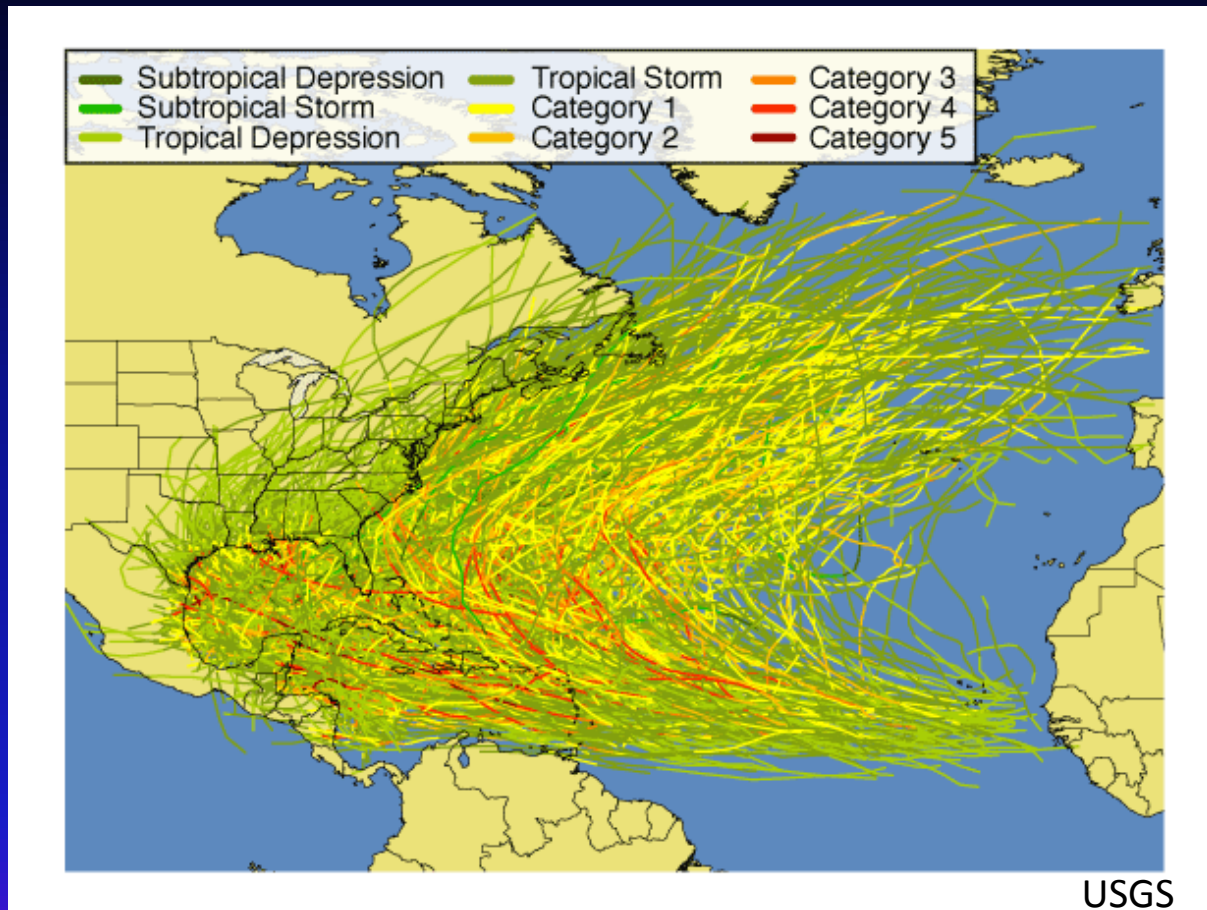 Subtropical Depression
Subtropical Storm
Tropical Depression
Tropical Storm
Category 1
Category 2
Category 3
Category 4
Category 5
USGS